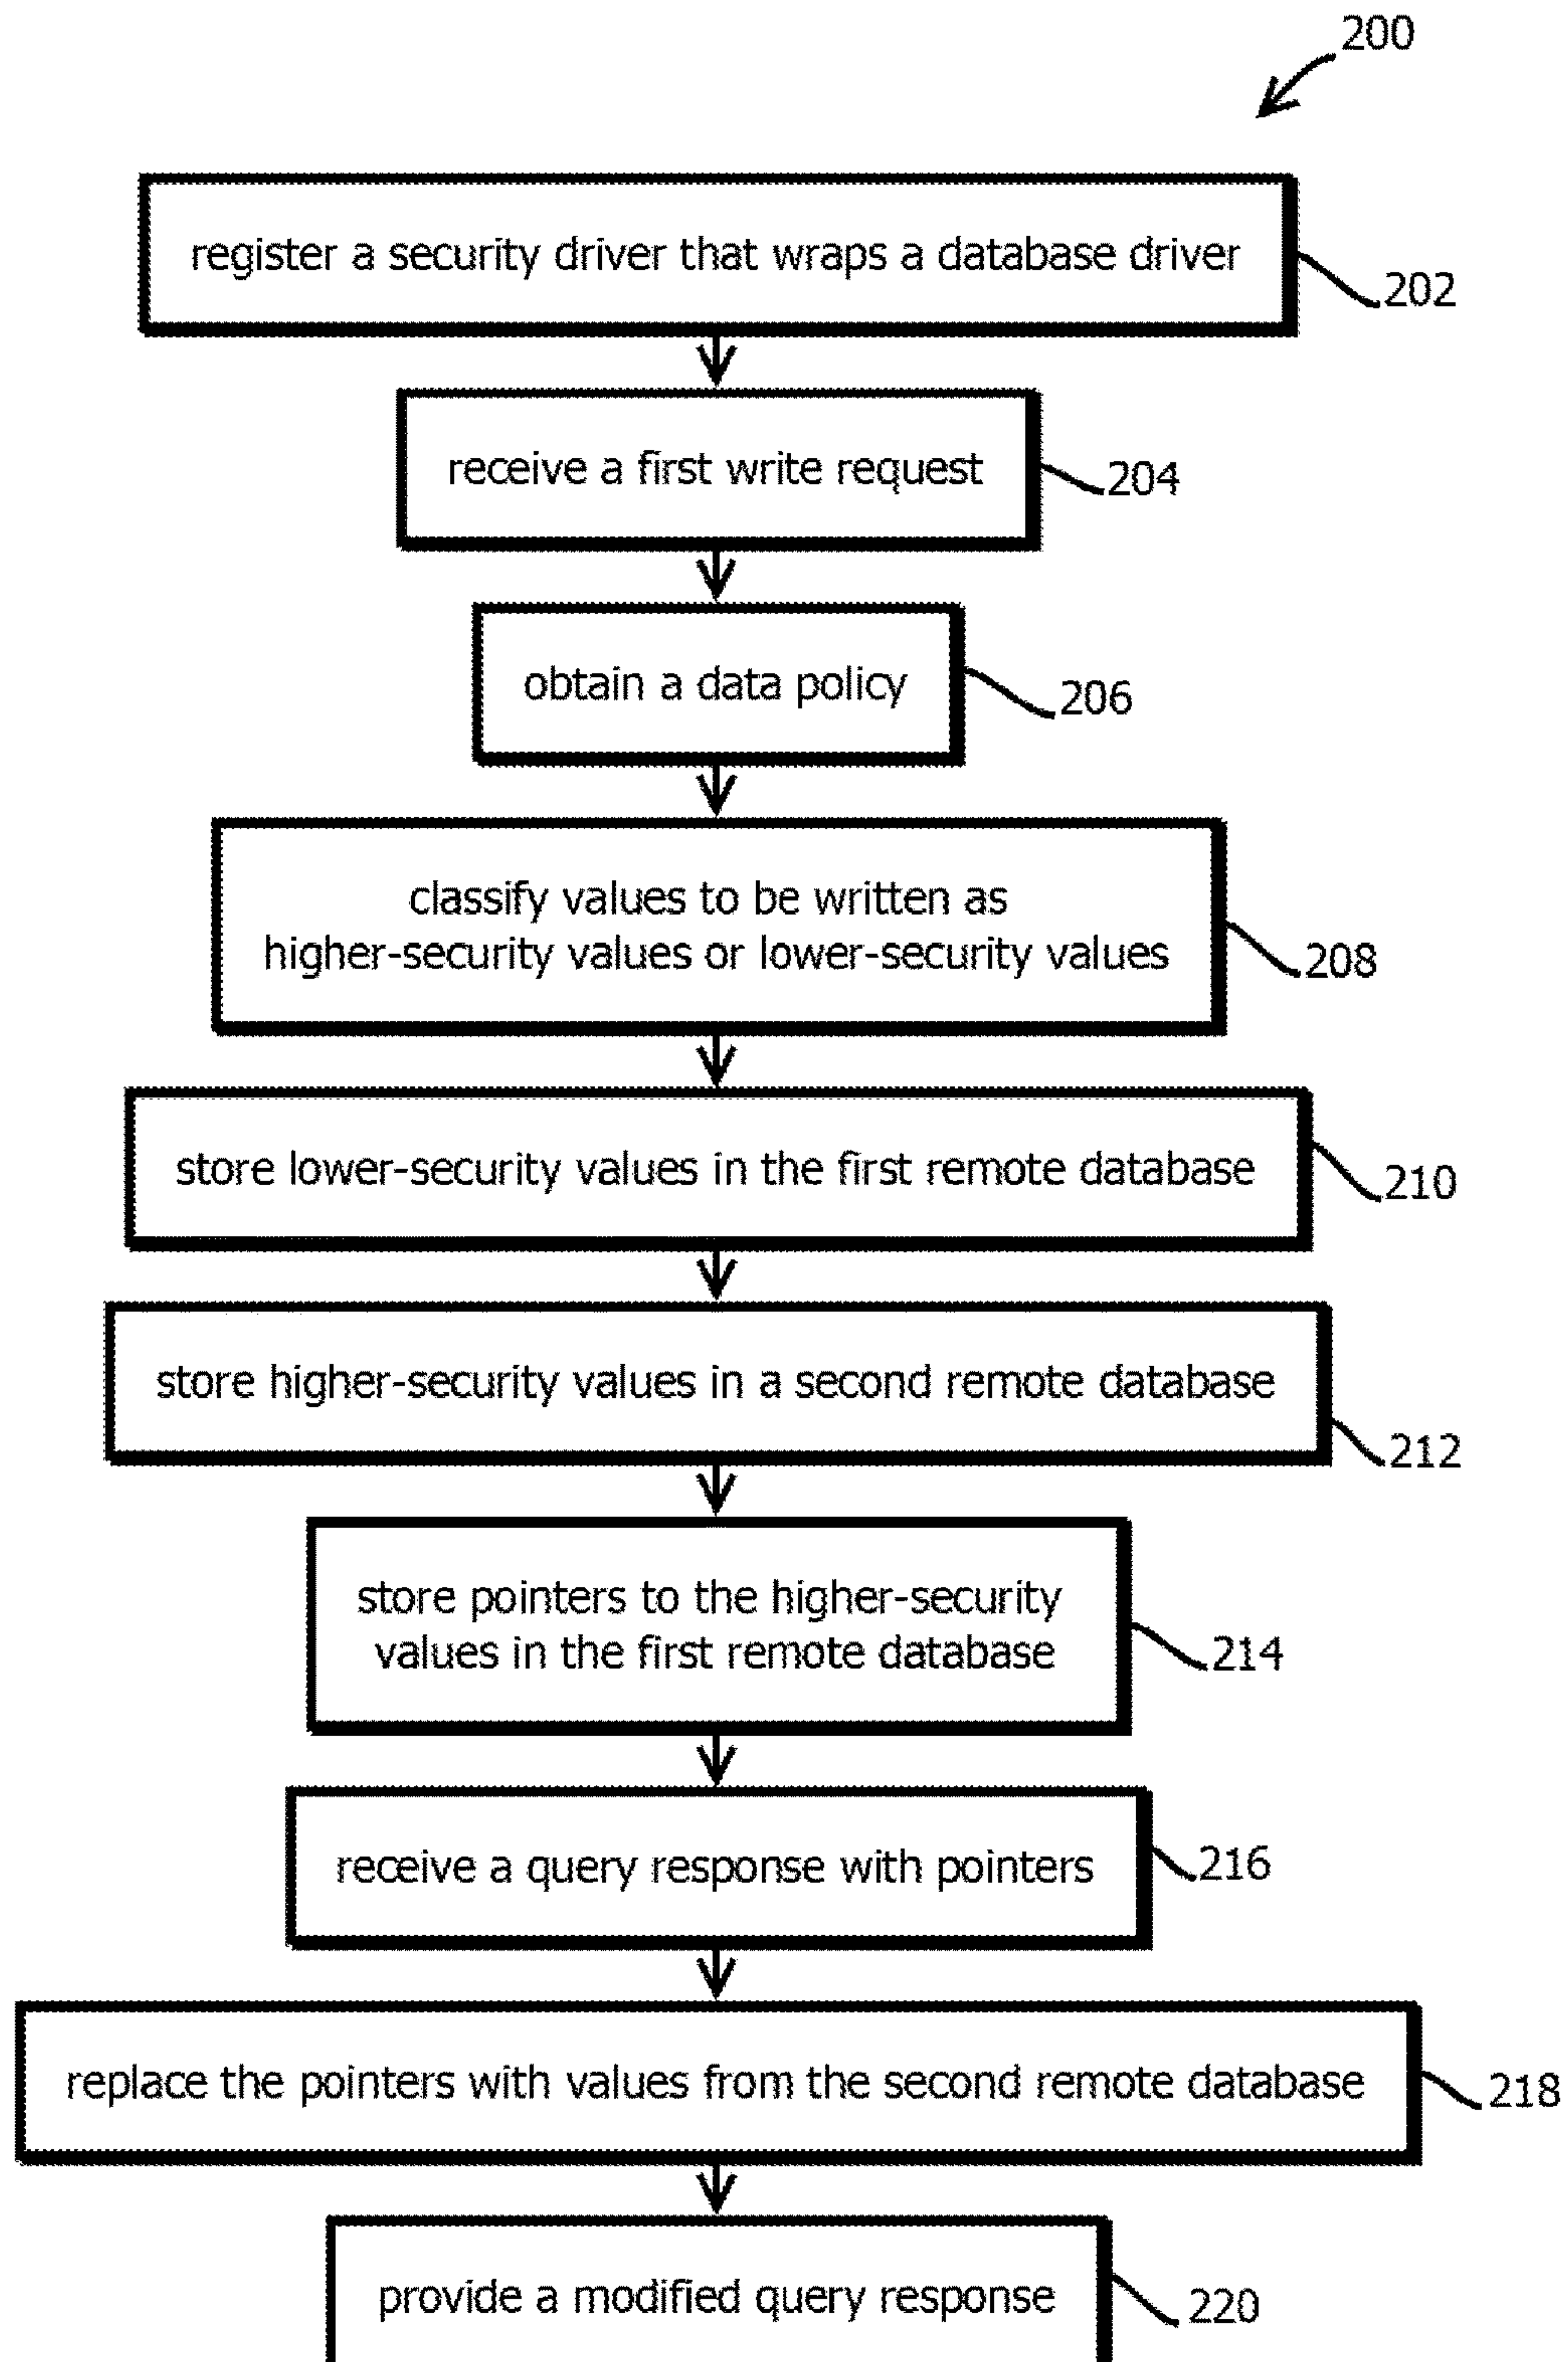 200
register a security driver that wraps a database driver
202
receive a first write request
204
obtain a data policy
206
classify values to be written as
higher-security values or lower-security values
208
store lower-security values in the first remote database
210
store higher-security values in a second remote database
212
store pointers to the higher-security
values in the first remote database
214
receive a query response with pointers
216
replace the pointers with values from the second remote database
218
provide a modified query response
220